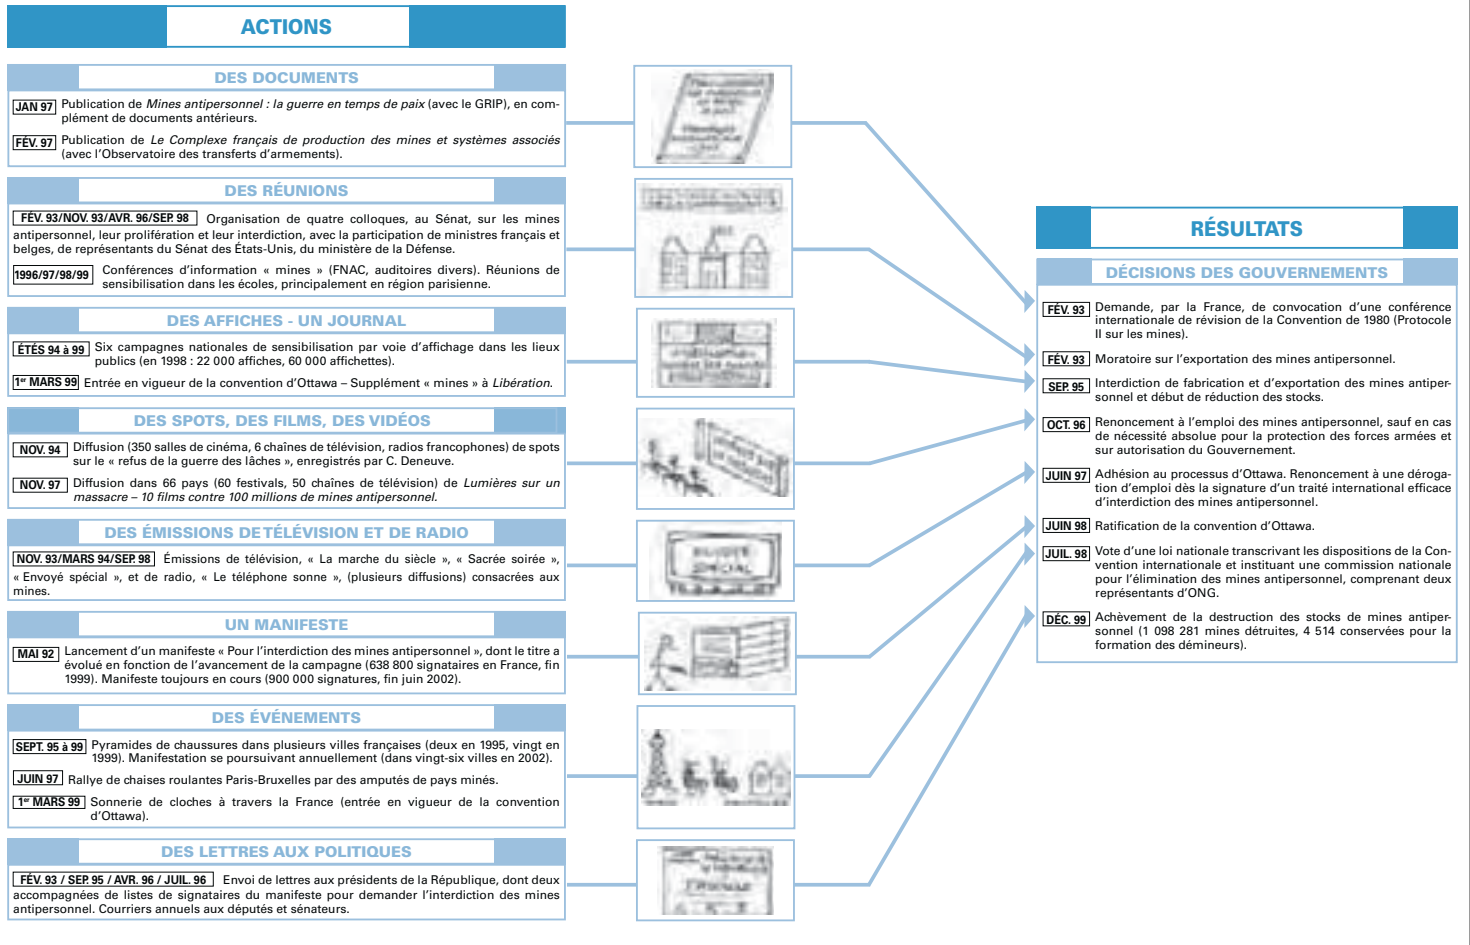 ACTIONS
DES DOCUMENTS
JAN 97 Publication de Mines antipersonnel : la guerre en temps de paix (avec le GRIP), en com-
plément de documents antérieurs.
FÉV. 97 Publication de Le Complexe français de production des mines et systèmes associés
(avec l'Observatoire des transferts d'armements).
DES RÉUNIONS
FÉV. 93/NOV. 93/AVR. 96/SEP. 98 Organisation de quatre colloques, au Sénat, sur les mines
antipersonnel, leur prolifération et leur interdiction, avec la participation de ministres français et
belges, de représentants du Sénat des États-Unis, du ministère de la Défense.
1996/97/98/99 Conférences d'information « mines » (FNAC, auditoires divers). Réunions de
sensibilisation dans les écoles, principalement en région parisienne.
DES AFFICHES - UN JOURNAL
ÉTÉS 94 à 99 Six campagnes nationales de sensibilisation par voie d'affichage dans les lieux
publics (en 1998 : 22 000 affiches, 60 000 affichettes).
1er MARS 99 Entrée en vigueur de la convention d'Ottawa – Supplément « mines » à Libération.
DES SPOTS, DES FILMS, DES VIDÉOS
NOV. 94 Diffusion (350 salles de cinéma, 6 chaînes de télévision, radios francophones) de spots
sur le « refus de la guerre des lâches », enregistrés par C. Deneuve.
NOV. 97 Diffusion dans 66 pays (60 festivals, 50 chaînes de télévision) de Lumières sur un
massacre – 10 films contre 100 millions de mines antipersonnel.
DES ÉMISSIONS DE TÉLÉVISION ET DE RADIO
NOV. 93/MARS 94/SEP. 98 Émissions de télévision, « La marche du siècle », « Sacrée soirée »,
« Envoyé spécial », et de radio, « Le téléphone sonne », (plusieurs diffusions) consacrées aux
mines.
UN MANIFESTE
MAI 92 Lancement d'un manifeste « Pour l'interdiction des mines antipersonnel », dont le titre a
évolué en fonction de l'avancement de la campagne (638 800 signataires en France, fin
1999). Manifeste toujours en cours (900 000 signatures, fin juin 2002).
DES ÉVÉNEMENTS
SEPT. 95 à 99 Pyramides de chaussures dans plusieurs villes françaises (deux en 1995, vingt en
1999). Manifestation se poursuivant annuellement (dans vingt-six villes en 2002).
JUIN 97 Rallye de chaises roulantes Paris-Bruxelles par des amputés de pays minés.
1er MARS 99 Sonnerie de cloches à travers la France (entrée en vigueur de la convention
d'Ottawa).
DES LETTRES AUX POLITIQUES
FÉV. 93 / SEP. 95 / AVR. 96 / JUIL. 96 Envoi de lettres aux présidents de la République, dont deux
accompagnées de listes de signataires du manifeste pour demander l'interdiction des mines
antipersonnel. Courriers annuels aux députés et sénateurs.
ENVOYÉ
SPÉCIAL
RÉSULTATS
DÉCISIONS DES GOUVERNEMENTS
FÉV. 93 Demande, par la France, de convocation d'une conférence
internationale de révision de la Convention de 1980 (Protocole
II sur les mines).
FÉV. 93 Moratoire sur l'exportation des mines antipersonnel.
SEP. 95 Interdiction de fabrication et d'exportation des mines antiper-
sonnel et début de réduction des stocks.
OCT. 96 Renoncement à l'emploi des mines antipersonnel, sauf en cas
de nécessité absolue pour la protection des forces armées et
sur autorisation du Gouvernement.
JUIN 97 Adhésion au processus d'Ottawa. Renoncement à une déroga-
tion d'emploi dès la signature d'un traité international efficace
d'interdiction des mines antipersonnel.
JUIN 98 Ratification de la convention d'Ottawa.
JUIL. 98 Vote d'une loi nationale transcrivant les dispositions de la Con-
vention internationale et instituant une commission nationale
pour l'élimination des mines antipersonnel, comprenant deux
représentants d'ONG.
DÉC. 99 Achèvement de la destruction des stocks de mines antiper-
sonnel (1 098 281 mines détruites, 4 514 conservées pour la
formation des démineurs).